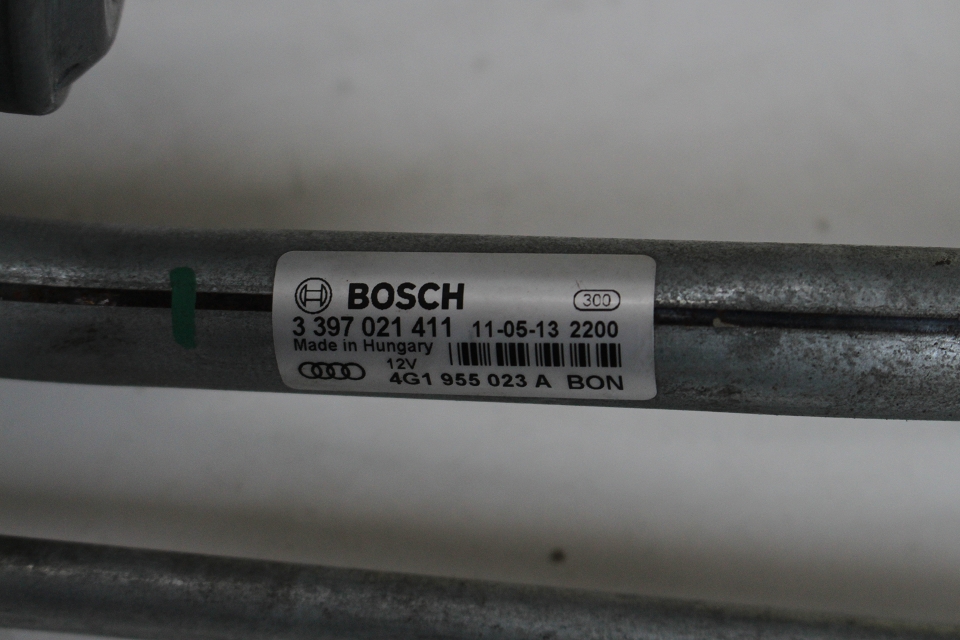 BOSCH 300
3 397 021 411 11-05-13 2200
Made in Hungary
12V
4G1 955 023 A BON